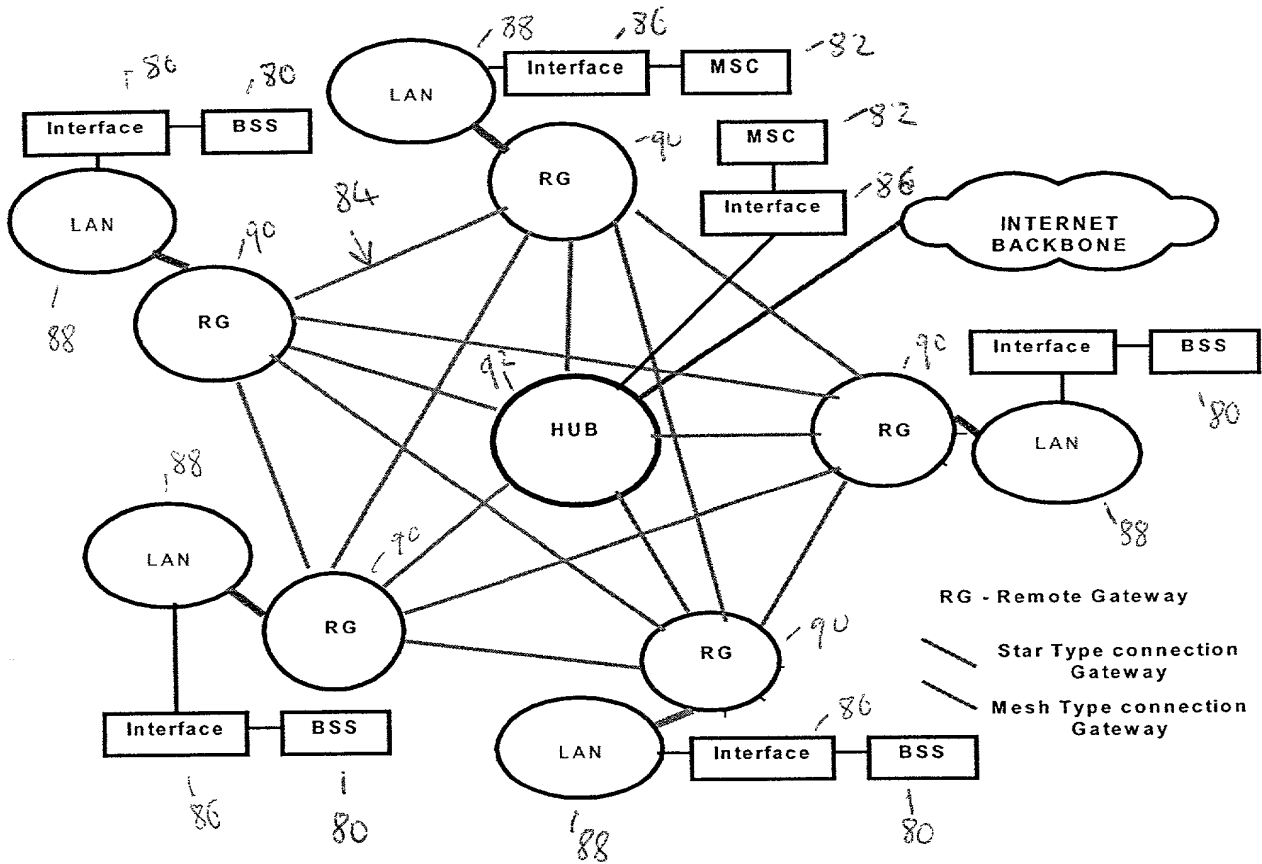 88
86
82
Interface
MSC
LAN
86
80
Interface
BSS
82
MSC
90
RG
86
Interface
84
LAN
90
INTERNET
BACKBONE
88
RG
92
90
Interface
BSS
HUB
RG
LAN
80
88
88
LAN
90
RG - Remote Gateway
RG
90
RG
Star Type connection
Gateway
Mesh Type connection
Gateway
86
Interface
BSS
LAN
Interface
BSS
86
80
88
80